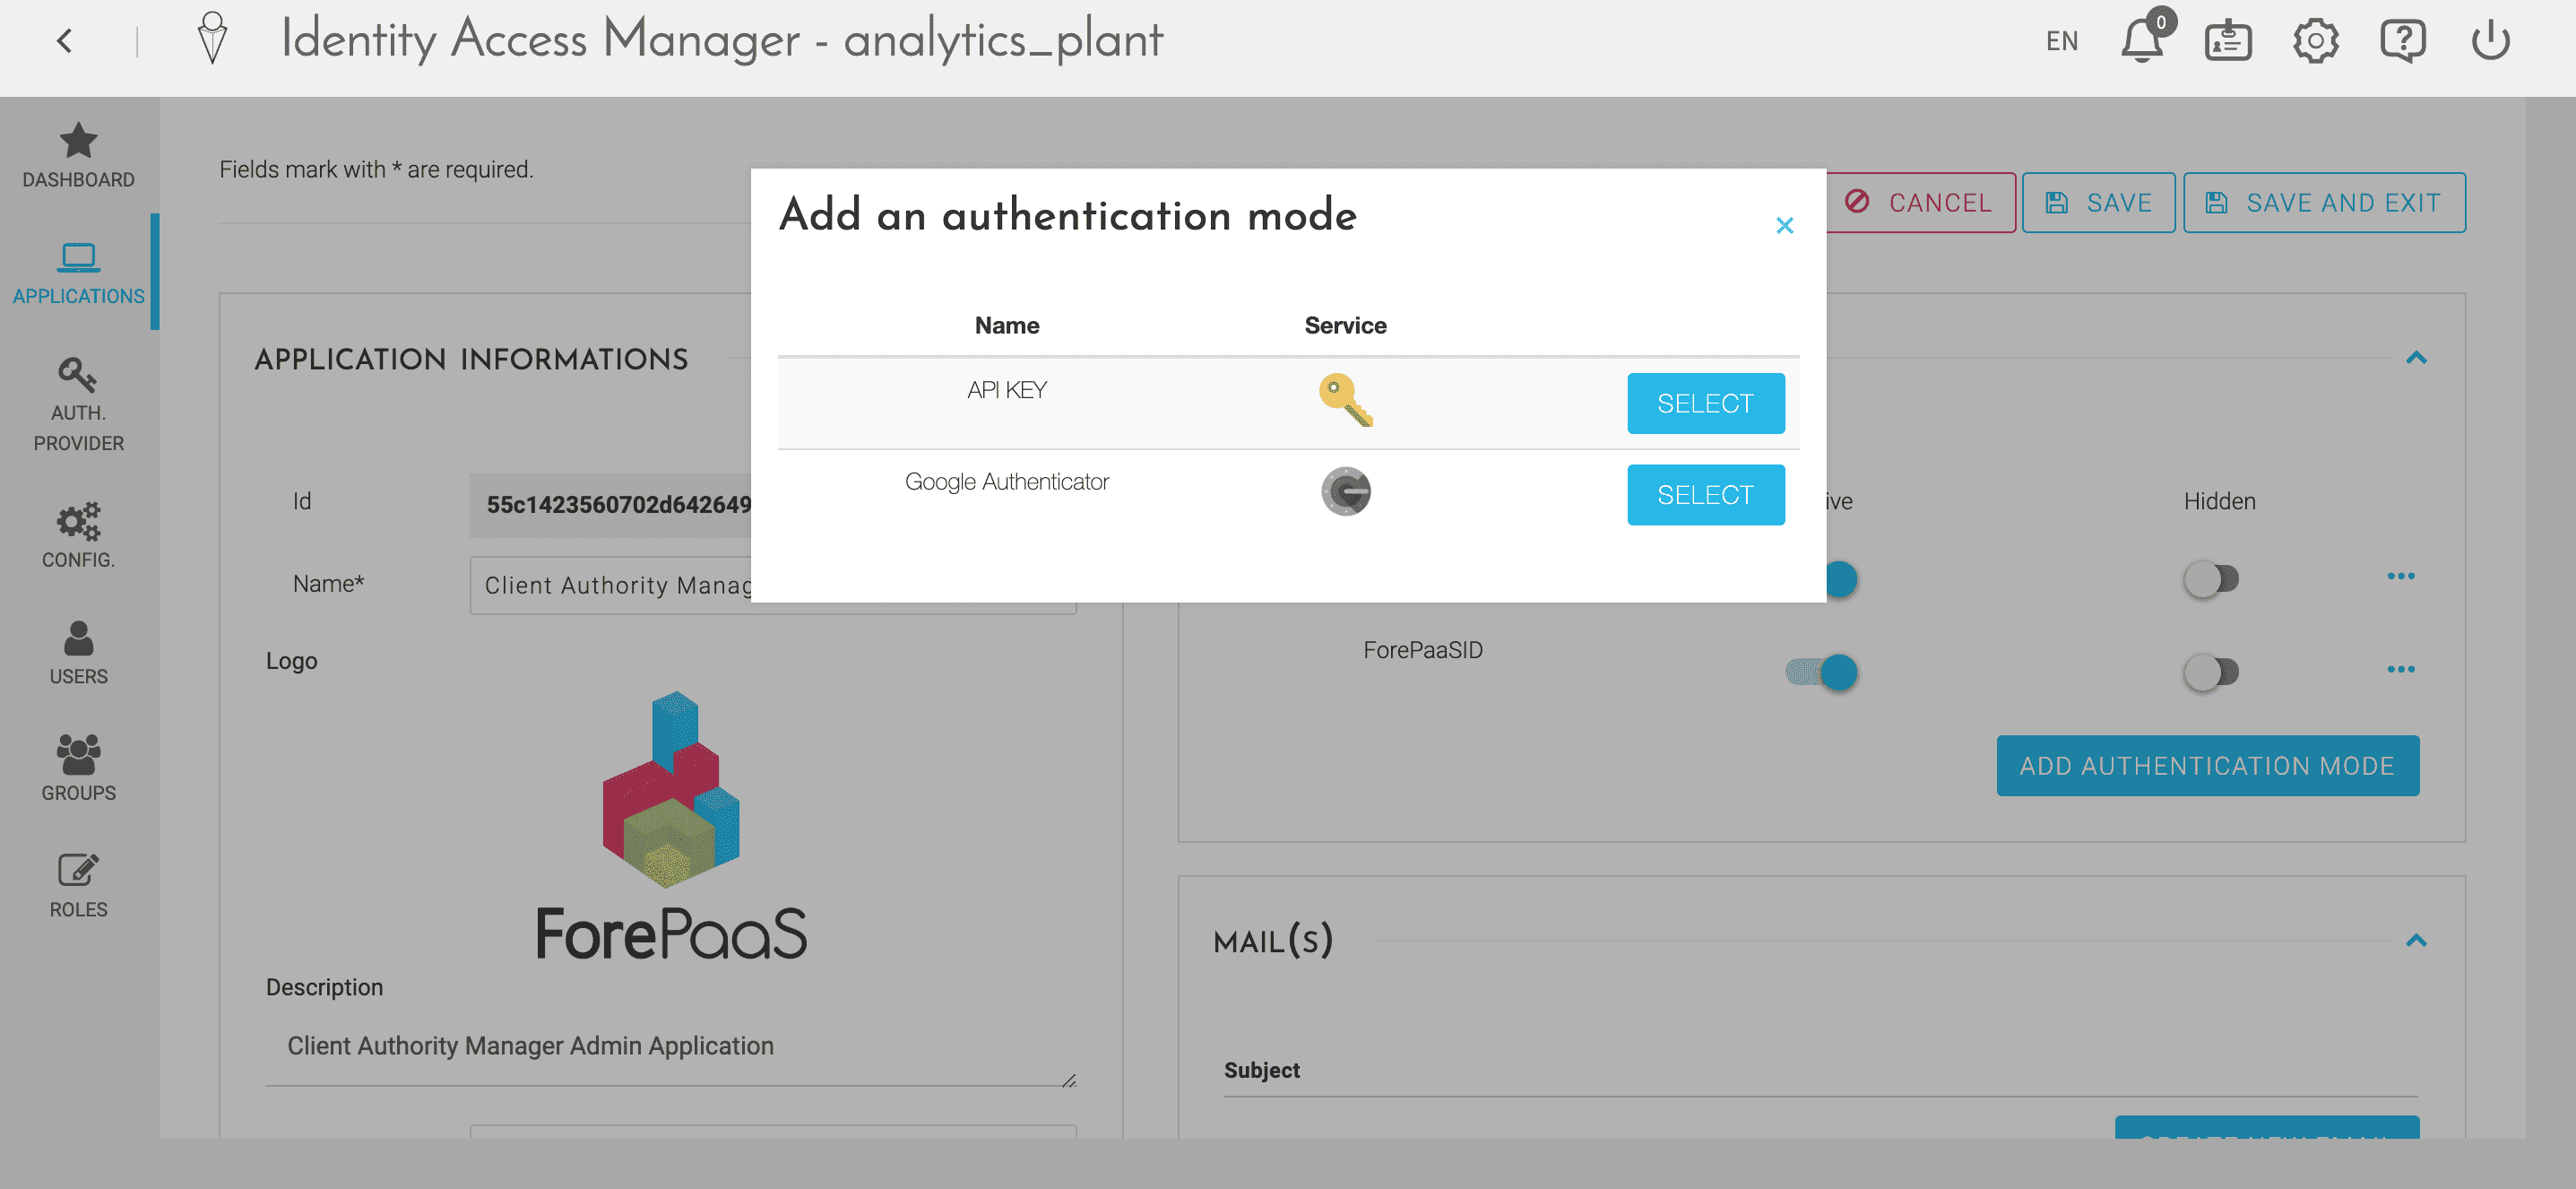 Identity Access Manager - analytics_plant
EN
0
DASHBOARD
APPLICATIONS
AUTH.
PROVIDER
CONFIG.
USERS
GROUPS
ROLES
Fields mark with * are required.
CANCEL
SAVE
SAVE AND EXIT
Add an authentication mode
Name Service
API KEY SELECT
Google Authenticator SELECT
APPLICATION INFORMATIONS
Id 55c1423560702d642649
Name* Client Authority Manag
Logo
ForePaaS
Description
Client Authority Manager Admin Application
Hidden
ForePaaSID
ADD AUTHENTICATION MODE
MAIL(S)
Subject